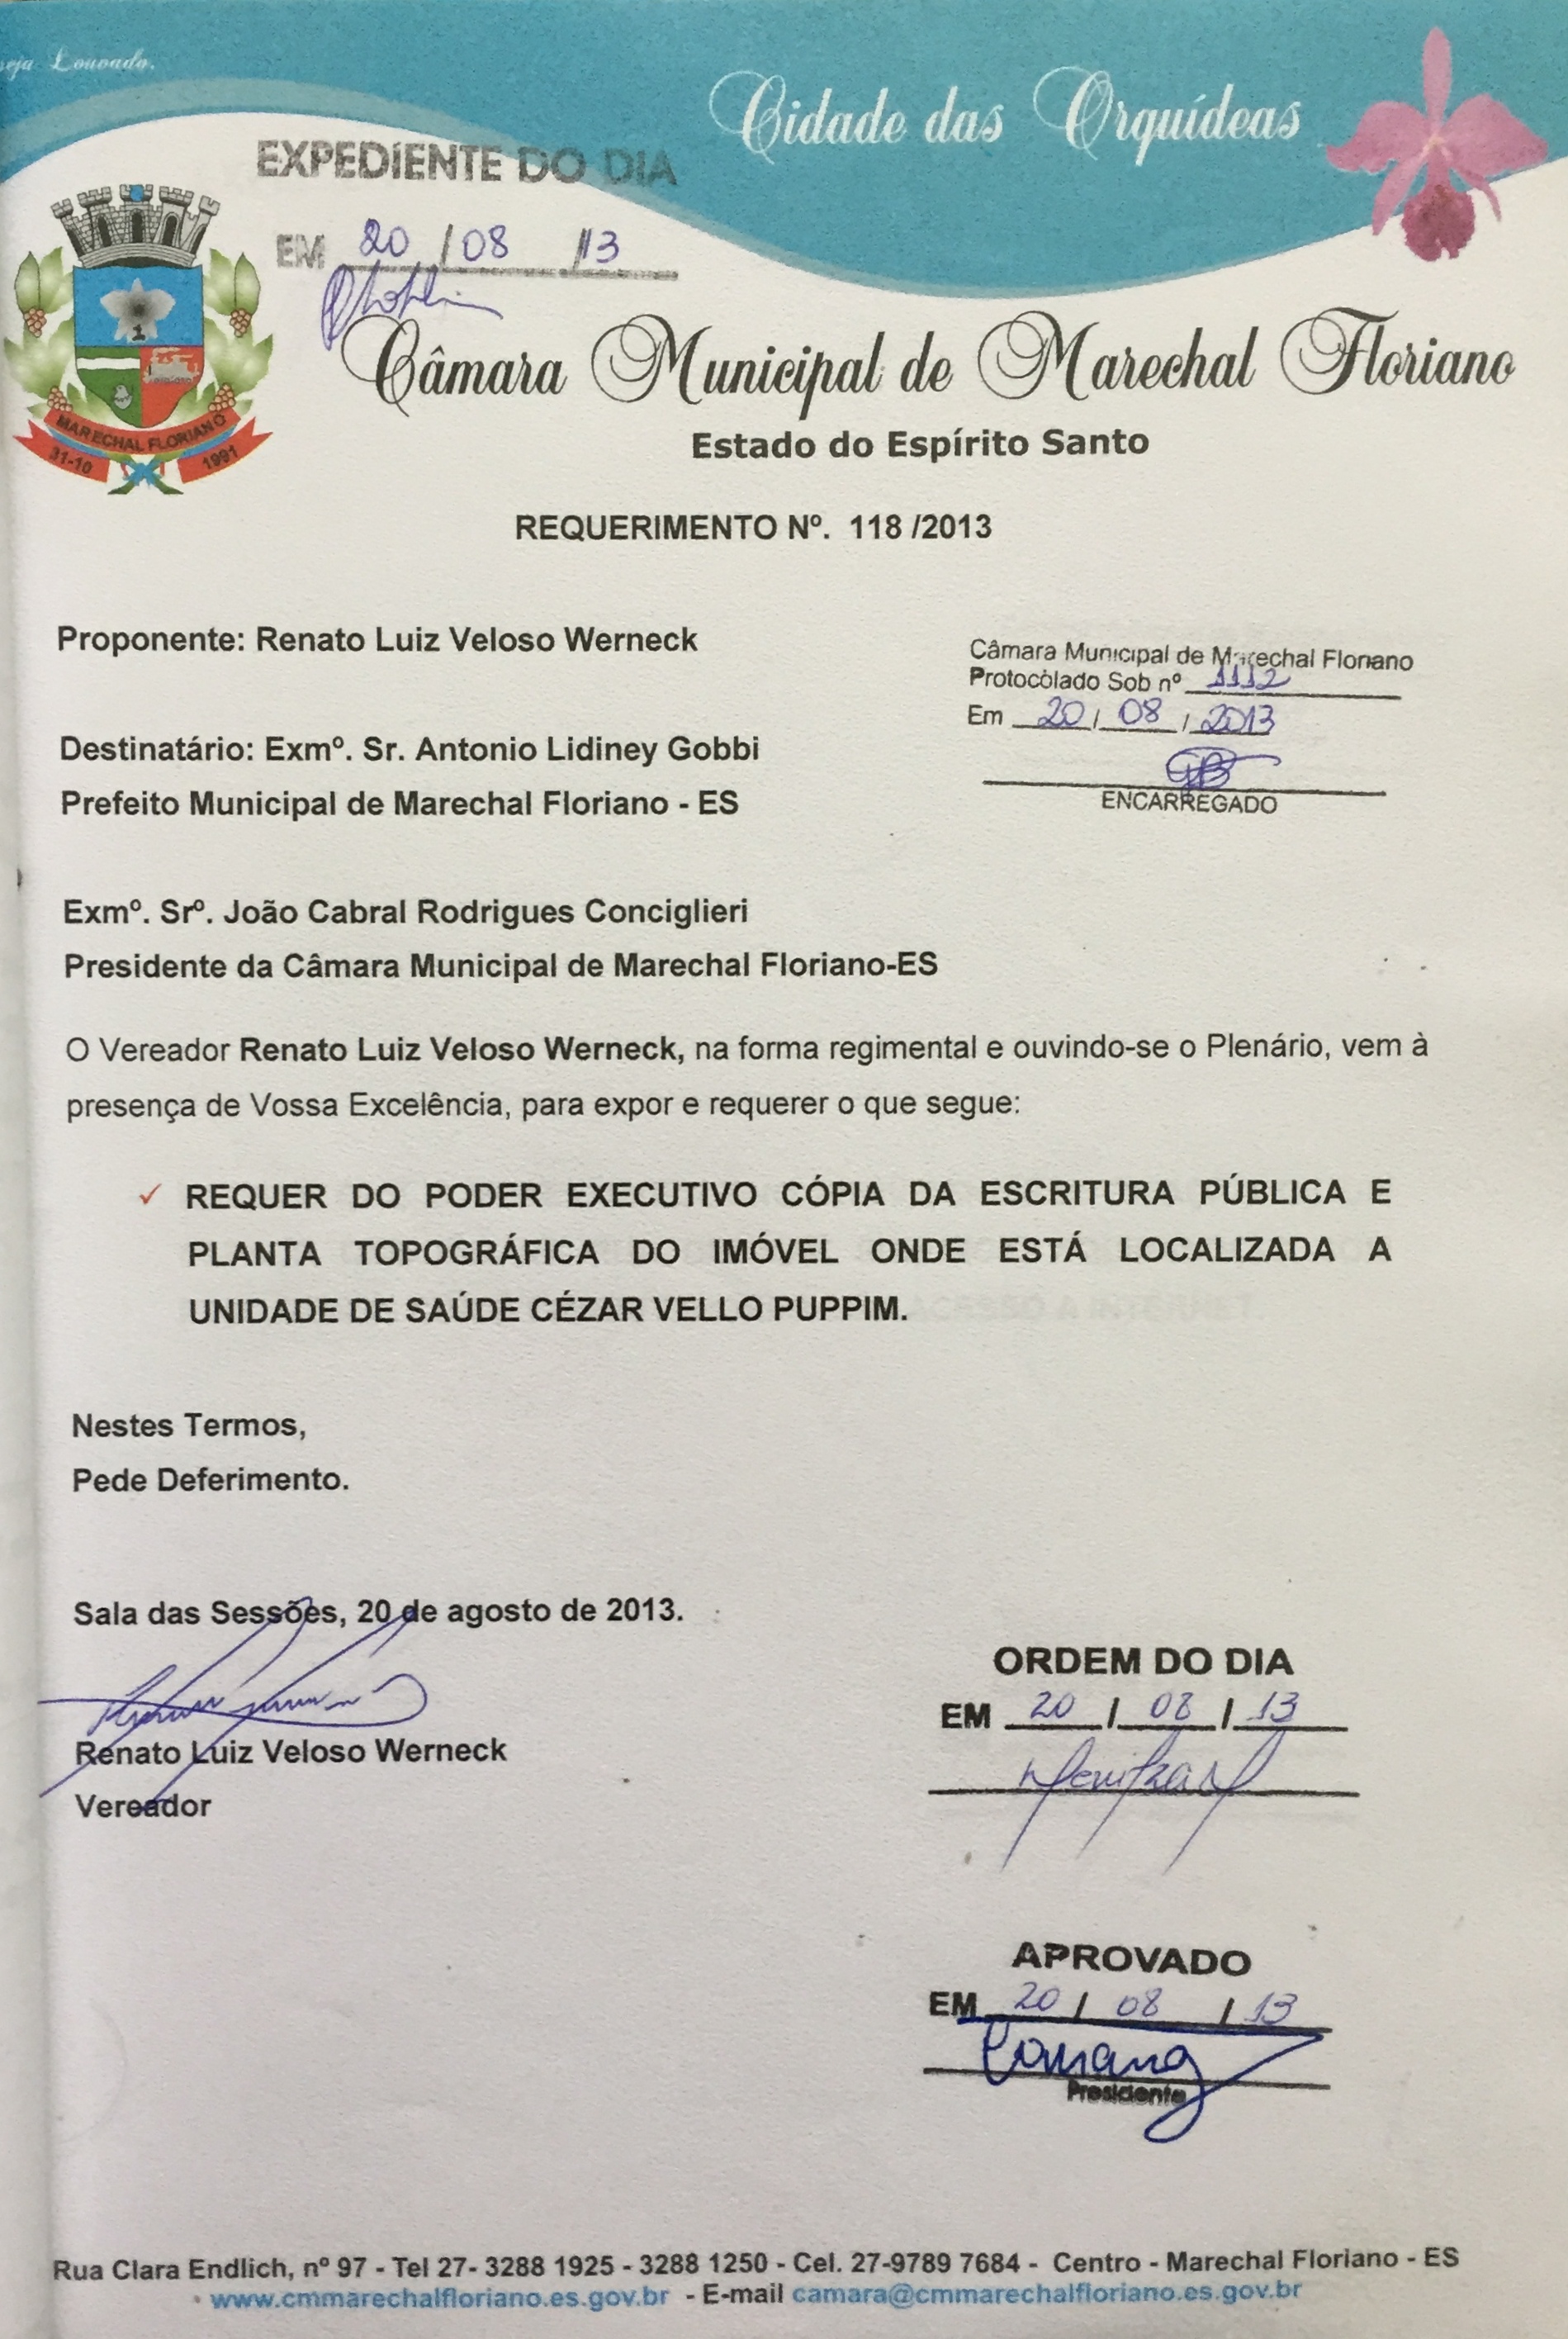 seja Louvado.
Cidade das Orquídeas
EXPEDIENTE DO DIA
EM 20 / 08 / 13
Câmara Municipal de Marechal Floriano
MARECHAL FLORIANO
31-10 1991
Estado do Espírito Santo
REQUERIMENTO Nº. 118 /2013
Proponente: Renato Luiz Veloso Werneck
Câmara Municipal de Marechal Floriano
Protocolado Sob nº 1112
Em 20 / 08 / 2013
ENCARREGADO
Destinatário: Exmº. Sr. Antonio Lidiney Gobbi
Prefeito Municipal de Marechal Floriano - ES
Exmº. Srº. João Cabral Rodrigues Conciglieri
Presidente da Câmara Municipal de Marechal Floriano-ES
O Vereador Renato Luiz Veloso Werneck, na forma regimental e ouvindo-se o Plenário, vem à
presença de Vossa Excelência, para expor e requerer o que segue:
✓ REQUER DO PODER EXECUTIVO CÓPIA DA ESCRITURA PÚBLICA E
PLANTA TOPOGRÁFICA DO IMÓVEL ONDE ESTÁ LOCALIZADA A
UNIDADE DE SAÚDE CÉZAR VELLO PUPPIM.
Nestes Termos,
Pede Deferimento.
Sala das Sessões, 20 de agosto de 2013.
Renato Luiz Veloso Werneck
Vereador
ORDEM DO DIA
EM 20 / 08 / 13
APROVADO
EM 20 / 08 / 13
Presidente
Rua Clara Endlich, nº 97 - Tel 27- 3288 1925 - 3288 1250 - Cel. 27-9789 7684 - Centro - Marechal Floriano - ES
www.cmmarechalfloriano.es.gov.br - E-mail camara@cmmarechalfloriano.es.gov.br